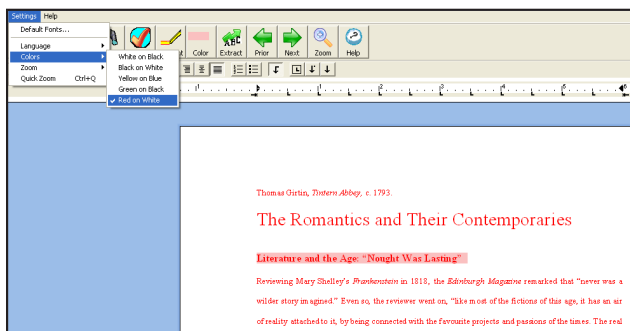 Settings Help
Default Fonts...
Language
Colors
Zoom
Quick Zoom Ctrl+Q
White on Black
Black on White
Yellow on Blue
Green on Black
Red on White
Color Extract Prior Next Zoom Help
ABC
Thomas Girtin, Tintern Abbey, c. 1793.
The Romantics and Their Contemporaries
Literature and the Age: “Nought Was Lasting”
Reviewing Mary Shelley’s Frankenstein in 1818, the Edinburgh Magazine remarked that “never was a
wilder story imagined.” Even so, the reviewer went on, “like most of the fictions of this age, it has an air
of reality attached to it, by being connected with the favourite projects and passions of the times. The real